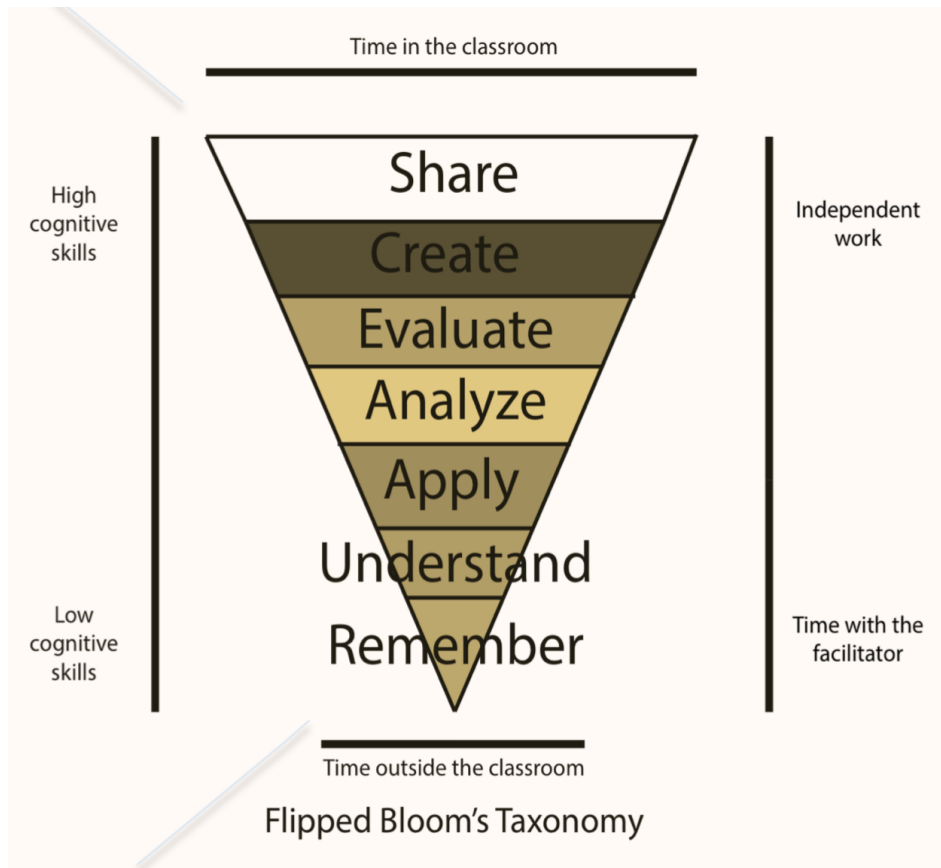 Time in the classroom
Share
High
cognitive
skills
Independent
work
Create
Evaluate
Analyze
Apply
Understand
Low
cognitive
skills
Remember
Time with the
facilitator
Time outside the classroom
Flipped Bloom's Taxonomy